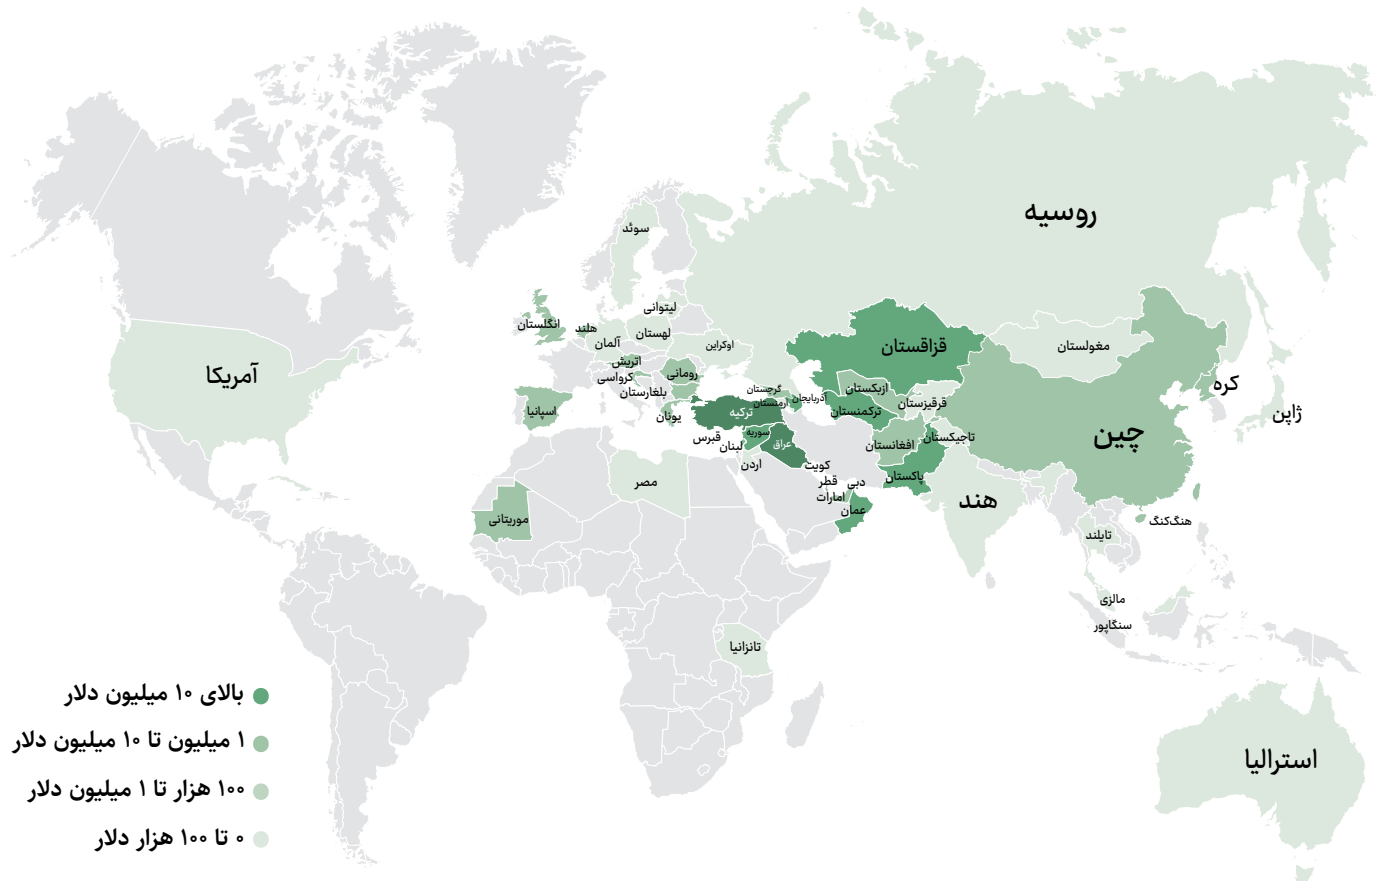 روسیه
سوئد
لیتوانی
انگلستان
هلند
لهستان
آلمان
اوکراین
قزاقستان
مغولستان
آمریکا
اتریش
رومانی
کرواسی
بلغارستان
گرجستان
ارمنستان
آذربایجان
ازبکستان
قرقیزستان
ترکمنستان
کره
ژاپن
اسپانیا
یونان
ترکیه
چین
قبرس
سوریه
لبنان
عراق
افغانستان
تاجیکستان
اردن
کویت
پاکستان
مصر
قطر
دبی
امارات
عمان
هند
موریتانی
هنگ‌کنگ
تایلند
مالزی
سنگاپور
تانزانیا
استرالیا
بالای ۱۰ میلیون دلار
۱ میلیون تا ۱۰ میلیون دلار
۱۰۰ هزار تا ۱ میلیون دلار
۰ تا ۱۰۰ هزار دلار